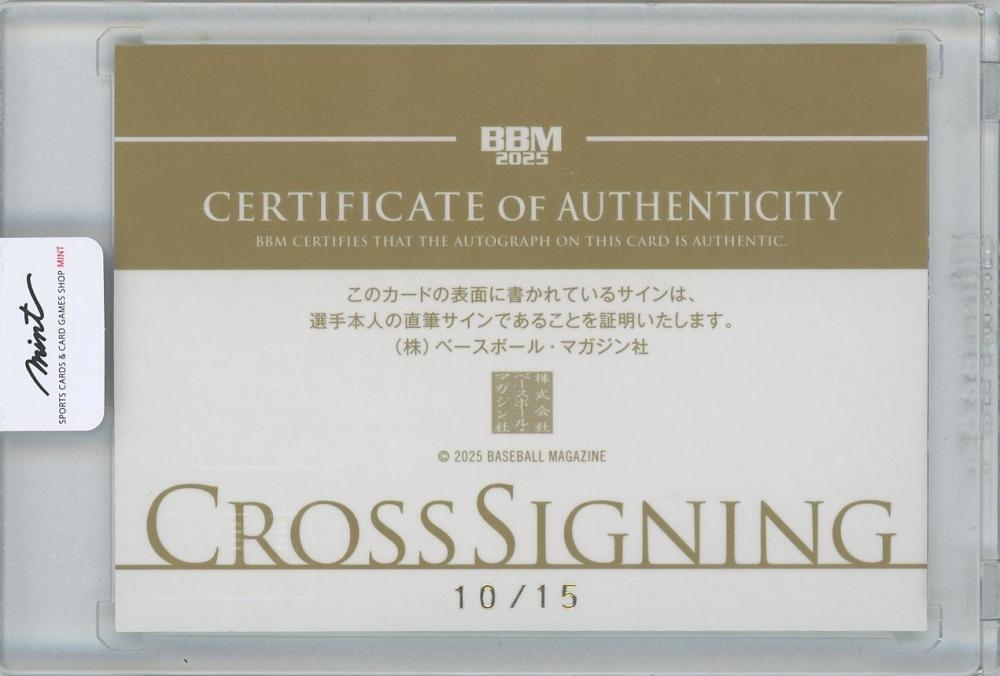 BBM
2025
CERTIFICATE OF AUTHENTICITY
BBM CERTIFIES THAT THE AUTOGRAPH ON THIS CARD IS AUTHENTIC.
このカードの表面に書かれているサインは、
選手本人の直筆サインであることを証明いたします。
（株）ベースボール・マガジン社
株式会社
ベースボール・
マガジン社
© 2025 BASEBALL MAGAZINE
CROSSSIGNING
10/15
mint
SPORTS CARDS & CARD GAMES SHOP MINT